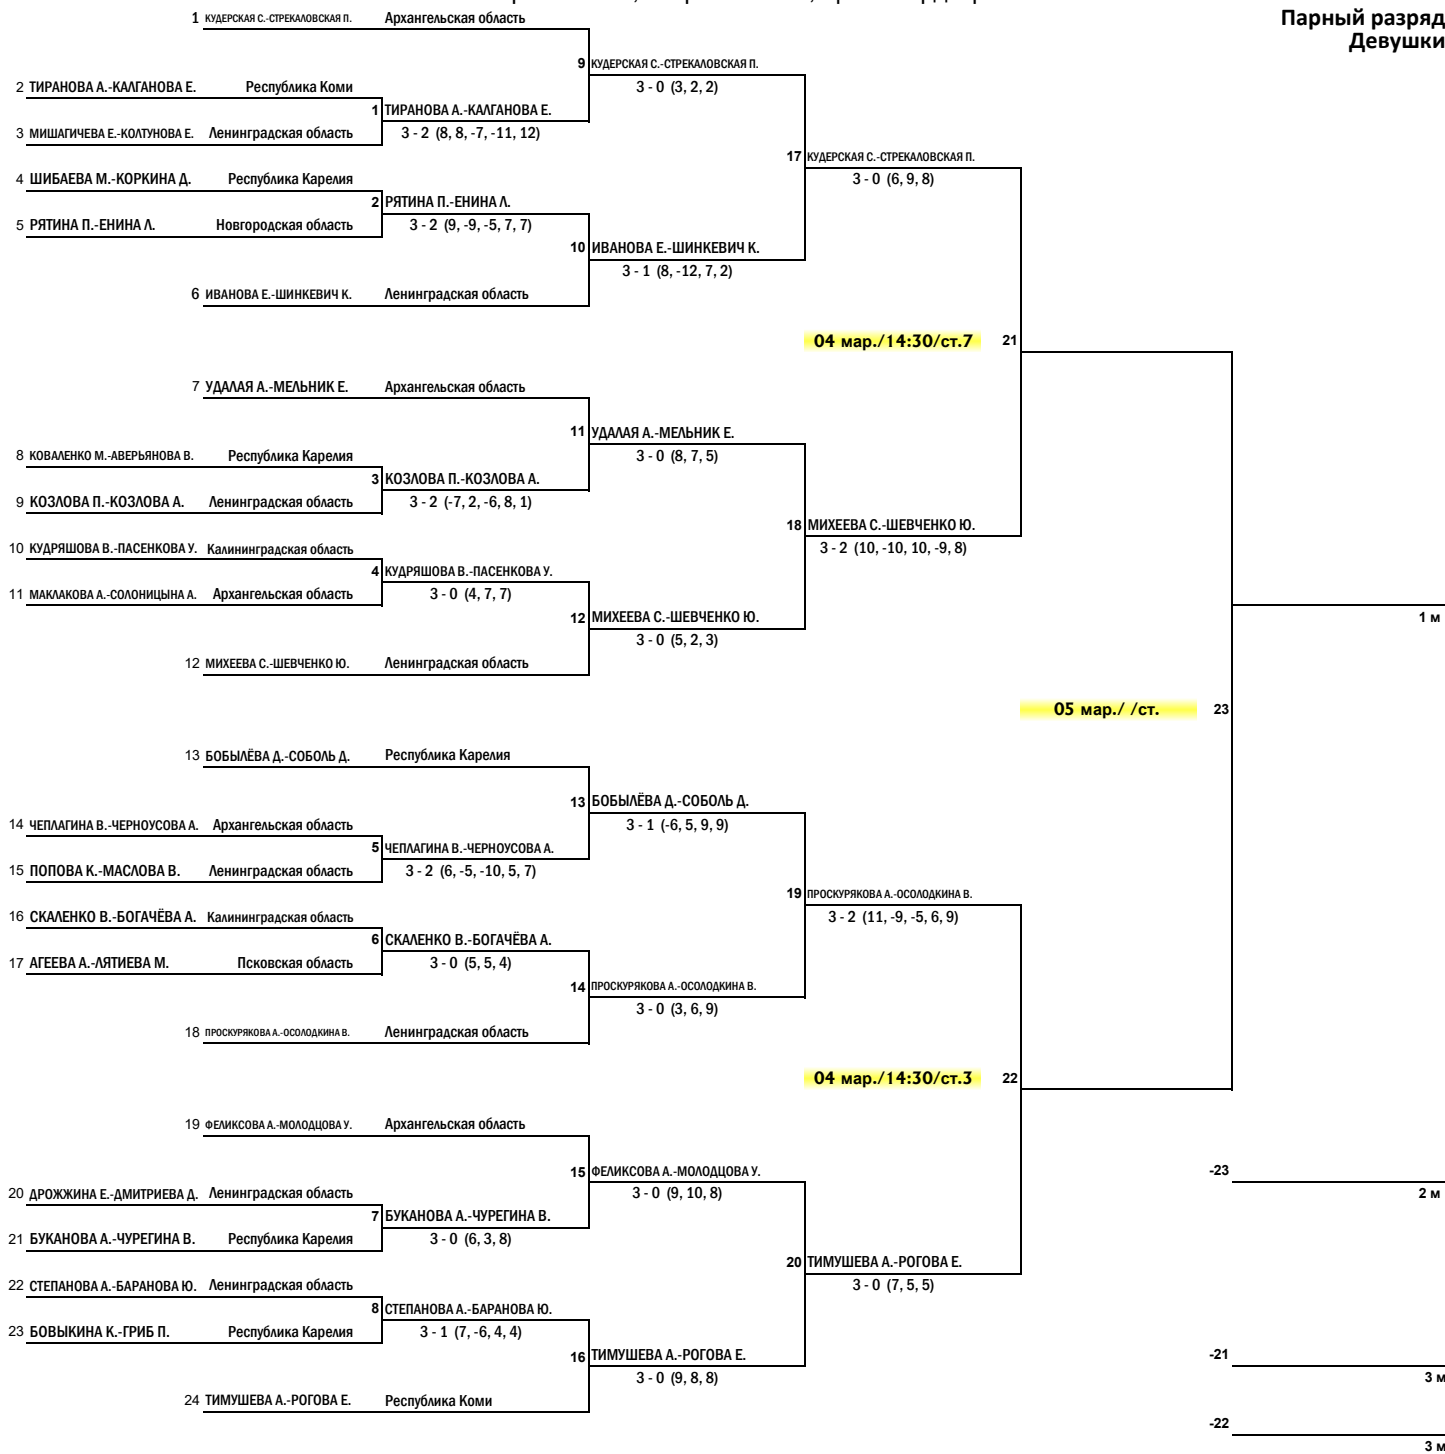 Парный разряд
Девушки
1 КУДЕРСКАЯ С.-СТРЕКАЛОВСКАЯ П. Архангельская область
9 КУДЕРСКАЯ С.-СТРЕКАЛОВСКАЯ П.
3 - 0 (3, 2, 2)
2 ТИРАНОВА А.-КАЛГАНОВА Е. Республика Коми
1 ТИРАНОВА А.-КАЛГАНОВА Е.
3 - 2 (8, 8, -7, -11, 12)
3 МИШАГИЧЕВА Е.-КОЛТУНОВА Е. Ленинградская область
17 КУДЕРСКАЯ С.-СТРЕКАЛОВСКАЯ П.
3 - 0 (6, 9, 8)
4 ШИБАЕВА М.-КОРКИНА Д. Республика Карелия
2 РЯТИНА П.-ЕНИНА Л.
3 - 2 (9, -9, -5, 7, 7)
5 РЯТИНА П.-ЕНИНА Л. Новгородская область
10 ИВАНОВА Е.-ШИНКЕВИЧ К.
3 - 1 (8, -12, 7, 2)
6 ИВАНОВА Е.-ШИНКЕВИЧ К. Ленинградская область
04 мар./14:30/ст.7 21
7 УДАЛАЯ А.-МЕЛЬНИК Е. Архангельская область
11 УДАЛАЯ А.-МЕЛЬНИК Е.
3 - 0 (8, 7, 5)
8 КОВАЛЕНКО М.-АВЕРЬЯНОВА В. Республика Карелия
3 КОЗЛОВА П.-КОЗЛОВА А.
3 - 2 (-7, 2, -6, 8, 1)
9 КОЗЛОВА П.-КОЗЛОВА А. Ленинградская область
18 МИХЕЕВА С.-ШЕВЧЕНКО Ю.
3 - 2 (10, -10, 10, -9, 8)
10 КУДРЯШОВА В.-ПАСЕНКОВА У. Калининградская область
4 КУДРЯШОВА В.-ПАСЕНКОВА У.
3 - 0 (4, 7, 7)
11 МАКЛАКОВА А.-СОЛОНИЦЫНА А. Архангельская область
12 МИХЕЕВА С.-ШЕВЧЕНКО Ю.
3 - 0 (5, 2, 3)
1 м
12 МИХЕЕВА С.-ШЕВЧЕНКО Ю. Ленинградская область
05 мар./ /ст. 23
13 БОБЫЛЁВА Д.-СОБОЛЬ Д. Республика Карелия
13 БОБЫЛЁВА Д.-СОБОЛЬ Д.
3 - 1 (-6, 5, 9, 9)
14 ЧЕПЛАГИНА В.-ЧЕРНОУСОВА А. Архангельская область
5 ЧЕПЛАГИНА В.-ЧЕРНОУСОВА А.
3 - 2 (6, -5, -10, 5, 7)
15 ПОПОВА К.-МАСЛОВА В. Ленинградская область
19 ПРОСКУРЯКОВА А.-ОСОЛОДКИНА В.
3 - 2 (11, -9, -5, 6, 9)
16 СКАЛЕНКО В.-БОГАЧЁВА А. Калининградская область
6 СКАЛЕНКО В.-БОГАЧЁВА А.
3 - 0 (5, 5, 4)
17 АГЕЕВА А.-ЛЯТИЕВА М. Псковская область
14 ПРОСКУРЯКОВА А.-ОСОЛОДКИНА В.
3 - 0 (3, 6, 9)
18 ПРОСКУРЯКОВА А.-ОСОЛОДКИНА В. Ленинградская область
04 мар./14:30/ст.3 22
19 ФЕЛИКСОВА А.-МОЛОДЦОВА У. Архангельская область
15 ФЕЛИКСОВА А.-МОЛОДЦОВА У.
3 - 0 (9, 10, 8)
-23
2 м
20 ДРОЖЖИНА Е.-ДМИТРИЕВА Д. Ленинградская область
7 БУКАНОВА А.-ЧУРЕГИНА В.
3 - 0 (6, 3, 8)
21 БУКАНОВА А.-ЧУРЕГИНА В. Республика Карелия
20 ТИМУШЕВА А.-РОГОВА Е.
3 - 0 (7, 5, 5)
22 СТЕПАНОВА А.-БАРАНОВА Ю. Ленинградская область
8 СТЕПАНОВА А.-БАРАНОВА Ю.
3 - 1 (7, -6, 4, 4)
23 БОВЫКИНА К.-ГРИБ П. Республика Карелия
16 ТИМУШЕВА А.-РОГОВА Е.
3 - 0 (9, 8, 8)
-21
3 м
24 ТИМУШЕВА А.-РОГОВА Е. Республика Коми
-22
3 м